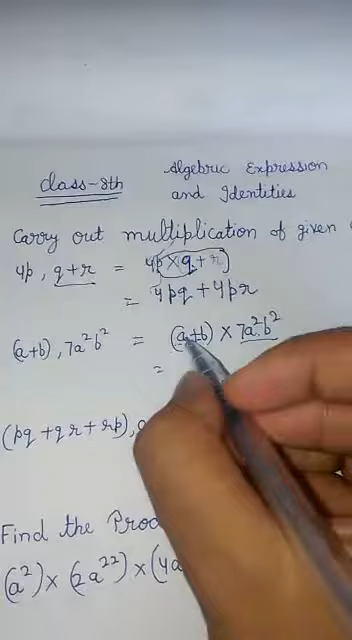 class-8th
Algebric Expression
and Identities
Carry out multiplication of given
4p, q+r = 4p×(q+r)
= 4pq+4pr
(a+b), 7a²b² = (a+b) × 7a²b²
=
(pq+qr+rp),
Find the Prod
(a²)×(2a²²)×(4a